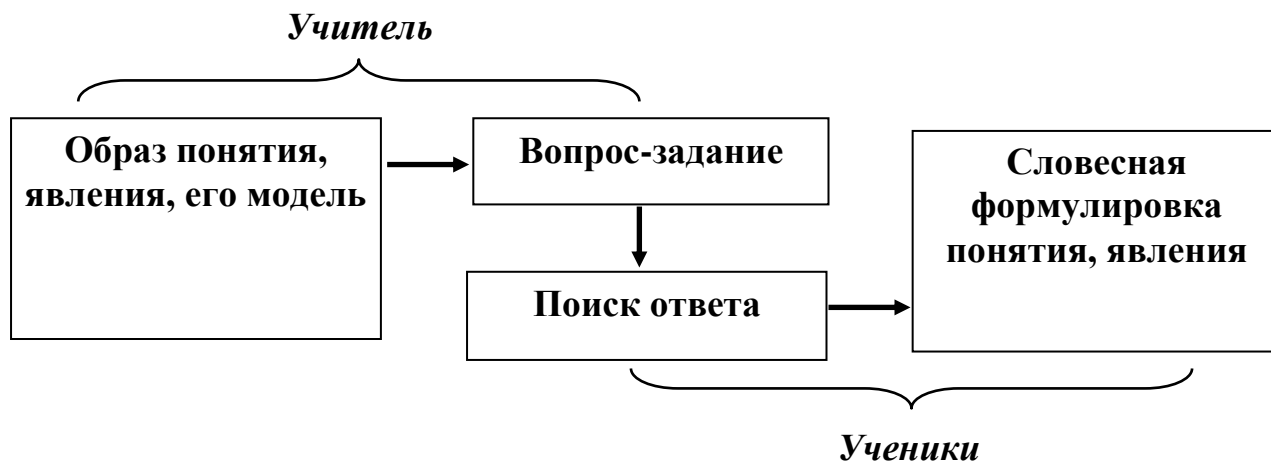 Учитель
Образ понятия,
явления, его модель
Вопрос-задание
Поиск ответа
Словесная
формулировка
понятия, явления
Ученики